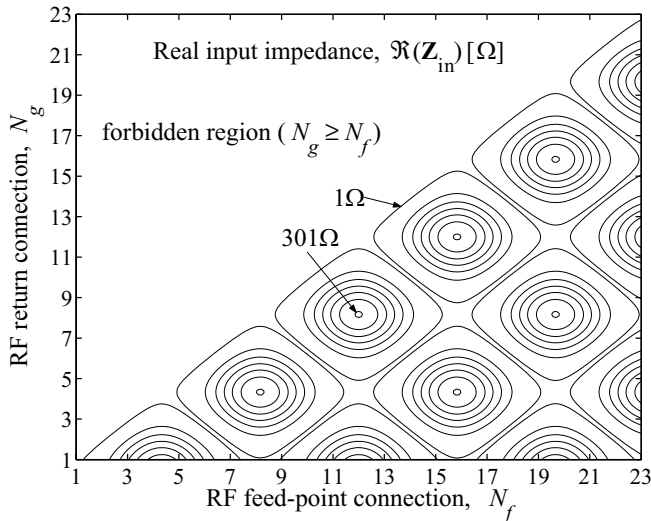 Real input impedance, ℜ(Z_in) [Ω]
forbidden region ( N_g ≥ N_f )
1Ω
301Ω
RF return connection, N_g
23
21
19
17
15
13
11
9
7
5
3
1
1 3 5 7 9 11 13 15 17 19 21 23
RF feed-point connection, N_f